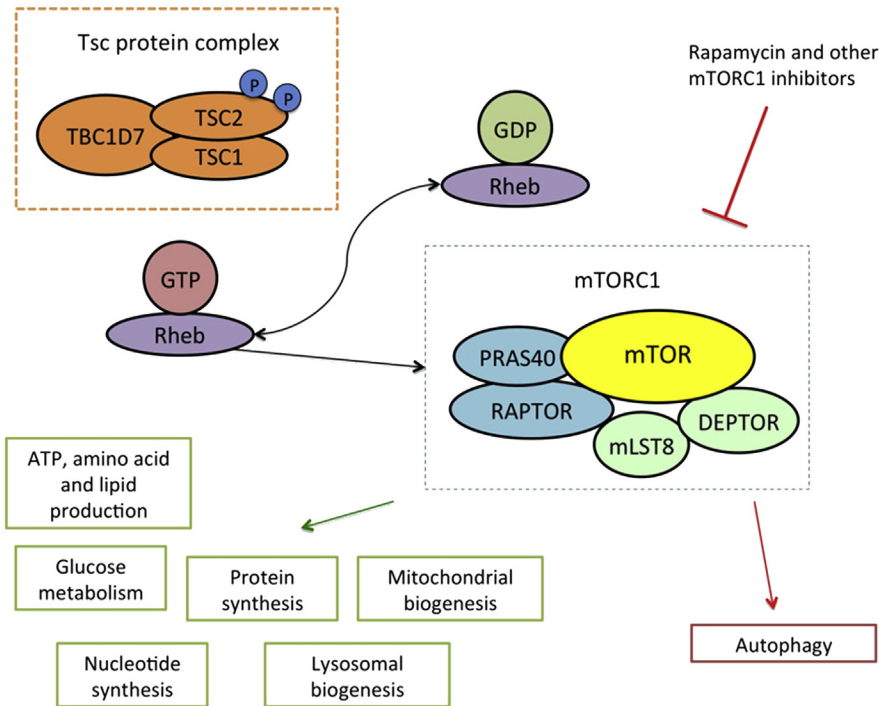 Tsc protein complex
P
P
TSC2
TBC1D7
TSC1
Rapamycin and other
mTORC1 inhibitors
GDP
Rheb
GTP
Rheb
mTORC1
PRAS40
mTOR
RAPTOR
DEPTOR
mLST8
ATP, amino acid
and lipid
production
Glucose
metabolism
Protein
synthesis
Mitochondrial
biogenesis
Nucleotide
synthesis
Lysosomal
biogenesis
Autophagy